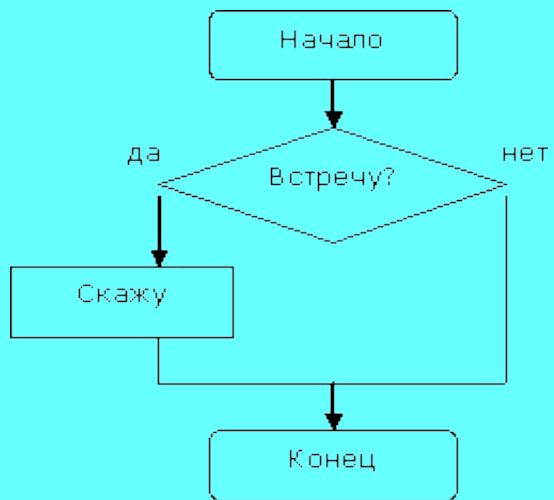 Начало
да
нет
Встречу?
Скажу
Конец